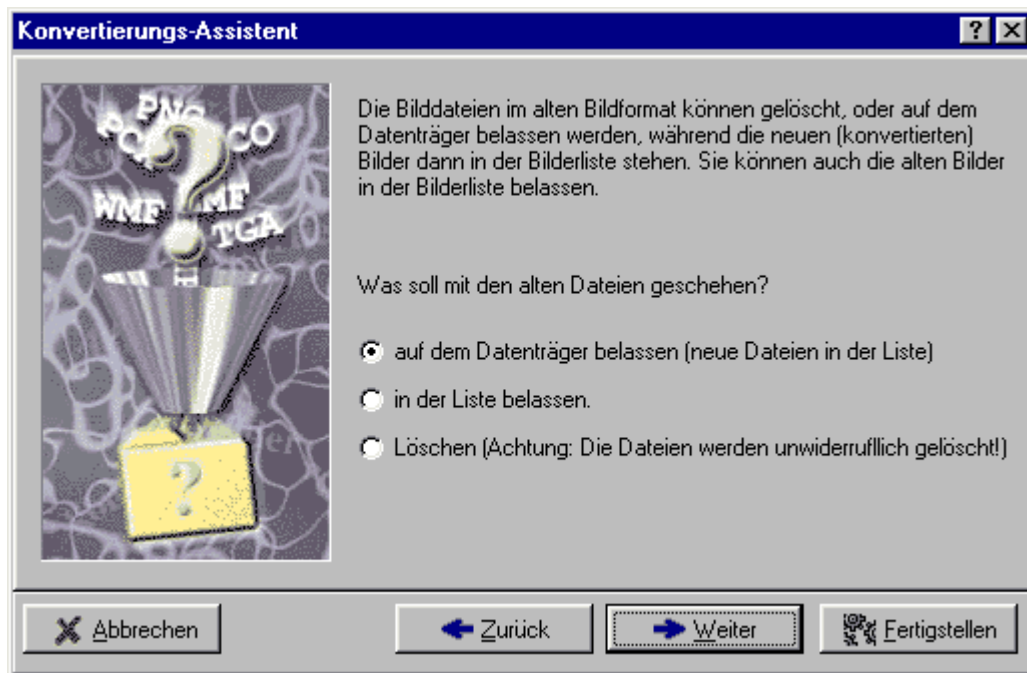 Konvertierungs-Assistent
PNG
CO
WMF
MF
TGA
Die Bilddateien im alten Bildformat können gelöscht, oder auf dem
Datenträger belassen werden, während die neuen (konvertierten)
Bilder dann in der Bilderliste stehen. Sie können auch die alten Bilder
in der Bilderliste belassen.
Was soll mit den alten Dateien geschehen?
auf dem Datenträger belassen (neue Dateien in der Liste)
in der Liste belassen.
Löschen (Achtung: Die Dateien werden unwiderrufllich gelöscht!)
Abbrechen
Zurück
Weiter
Fertigstellen